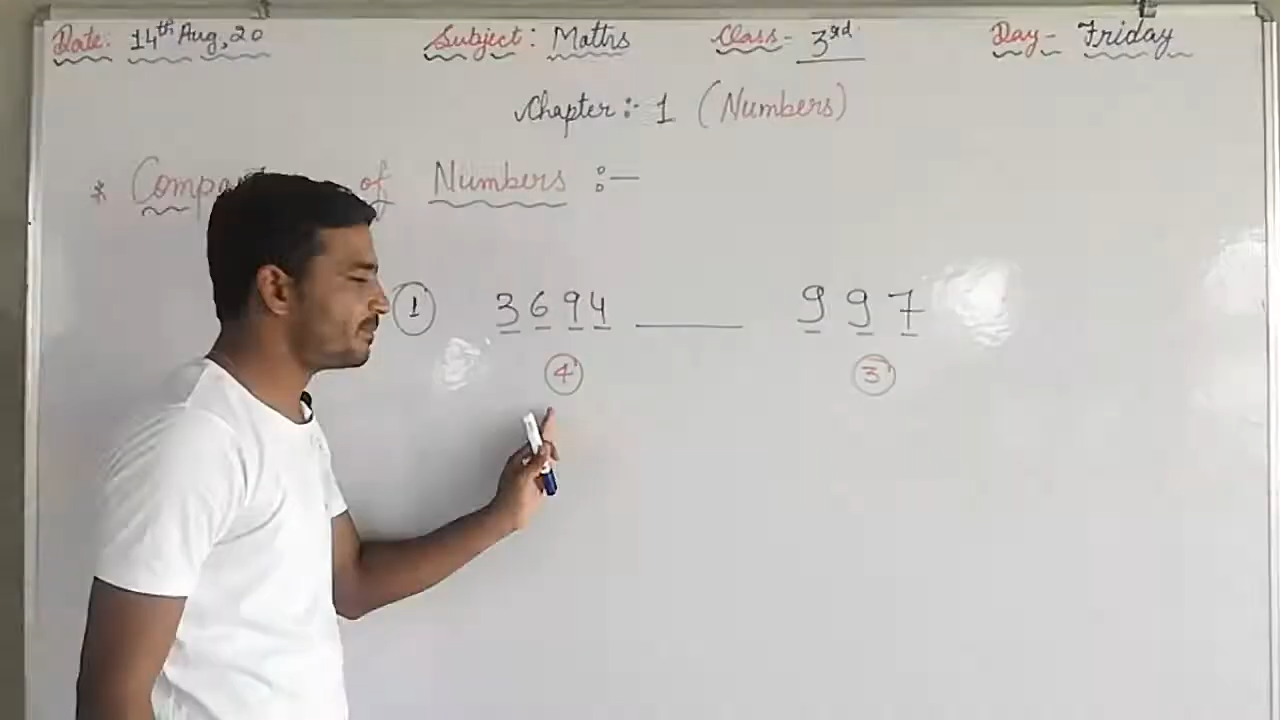 Date: 14th Aug, 20 Subject: Maths Class- 3rd Day- Friday
Chapter:- 1 (Numbers)
* of Numbers :-
1 3694 ______ 997
4 3